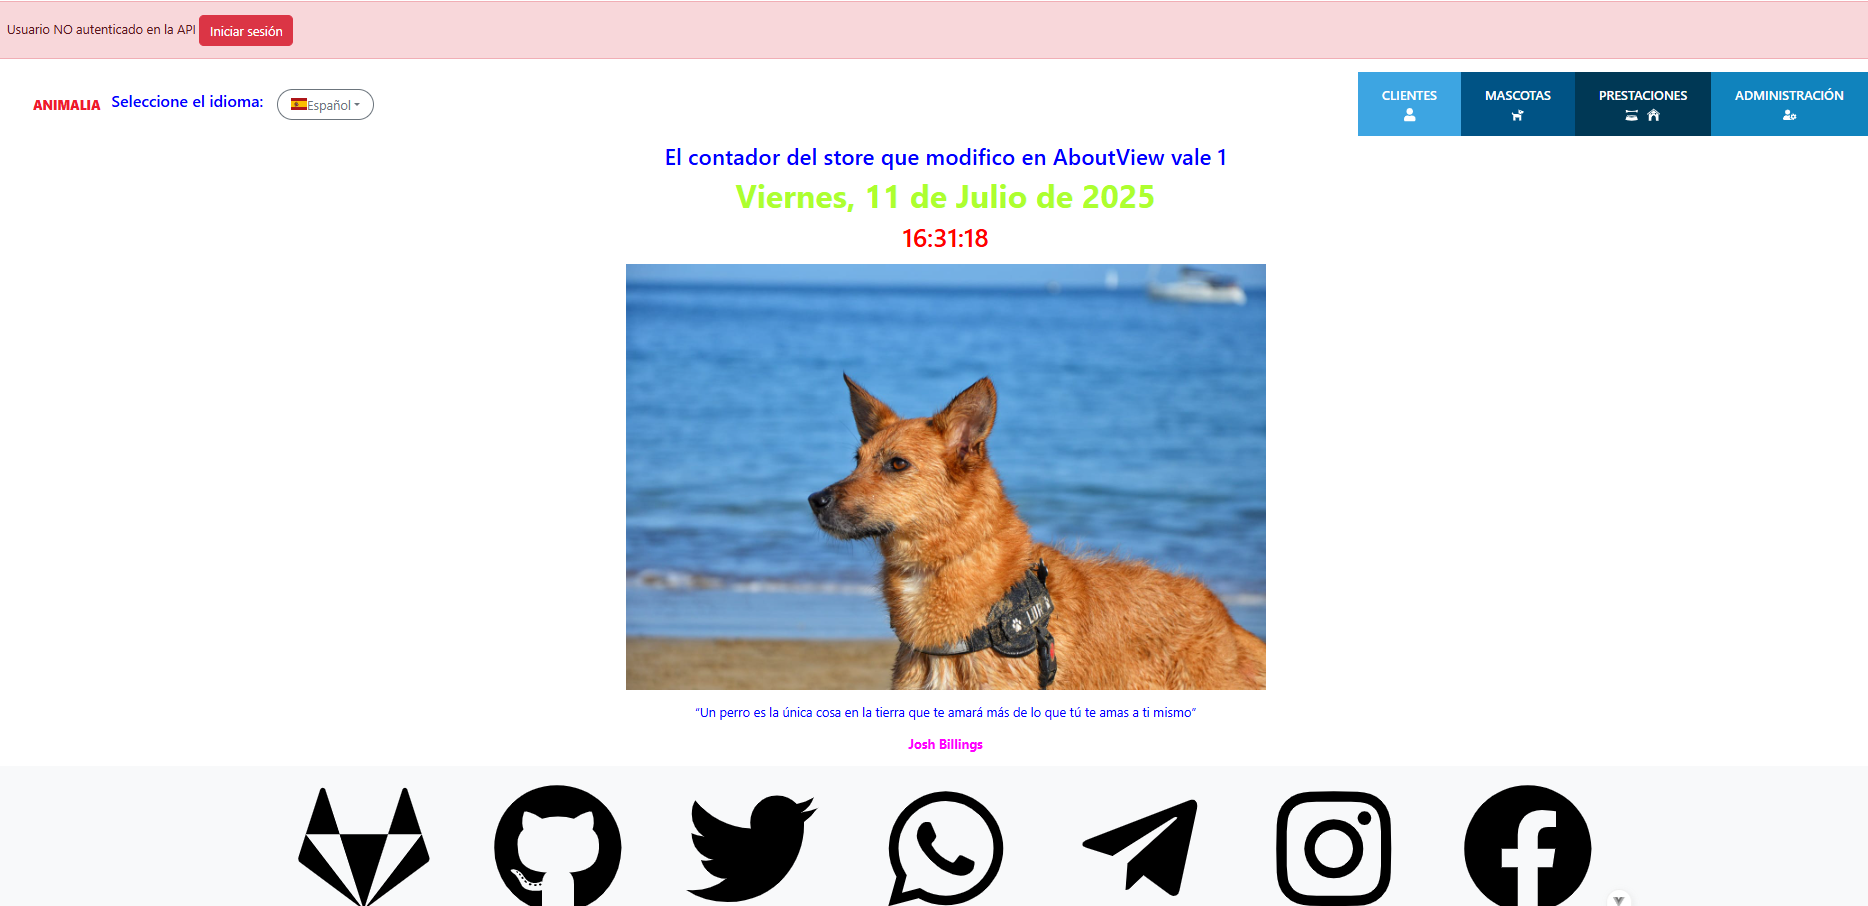 Usuario NO autenticado en la API Iniciar sesión
ANIMALIA Seleccione el idioma: Español
CLIENTES MASCOTAS PRESTACIONES ADMINISTRACIÓN
El contador del store que modifico en AboutView vale 1
Viernes, 11 de Julio de 2025
16:31:18
“Un perro es la única cosa en la tierra que te amará más de lo que tú te amas a ti mismo”
Josh Billings